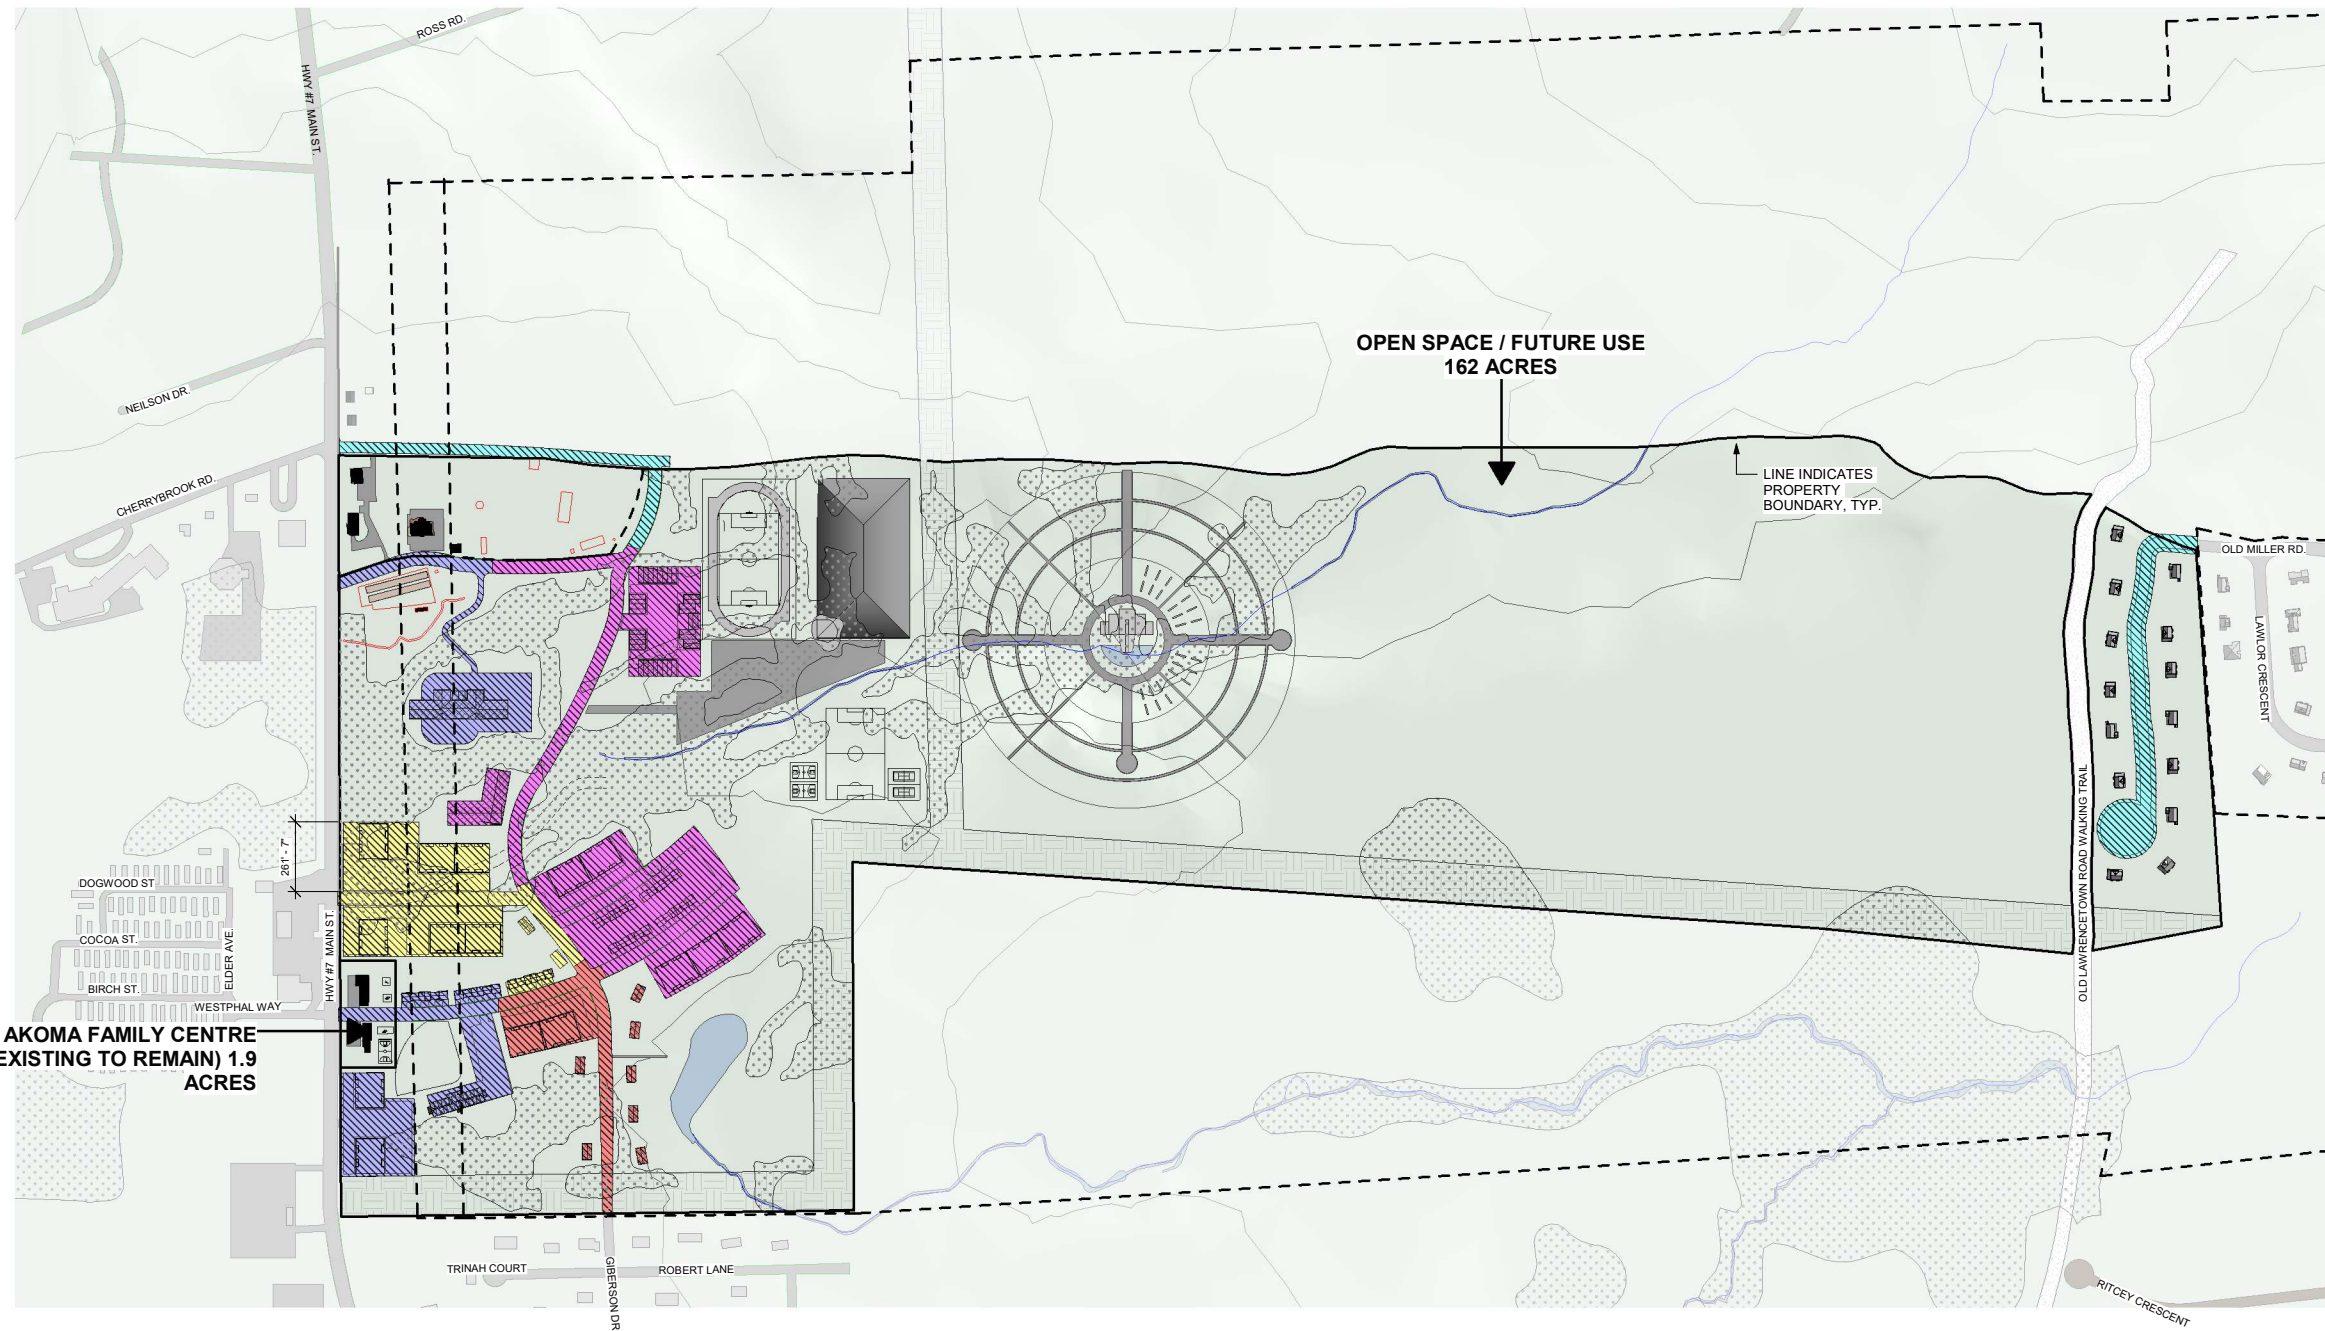 ROSS RD.
HWY #7 MAIN ST.
OPEN SPACE / FUTURE USE
162 ACRES
NEILSON DR.
CHERRYBROOK RD.
LINE INDICATES
PROPERTY
BOUNDARY, TYP.
OLD MILLER RD.
LAWLOR CRESCENT
261' - 7"
DOGWOOD ST
COCOA ST.
ELDER AVE.
HWY #7 MAIN ST.
BIRCH ST.
WESTPHAL WAY
OLD LAWRENCETOWN ROAD WALKING TRAIL
AKOMA FAMILY CENTRE
EXISTING TO REMAIN) 1.9
ACRES
TRINAH COURT
GIBERSON DR
ROBERT LANE
RITCEY CRESCENT